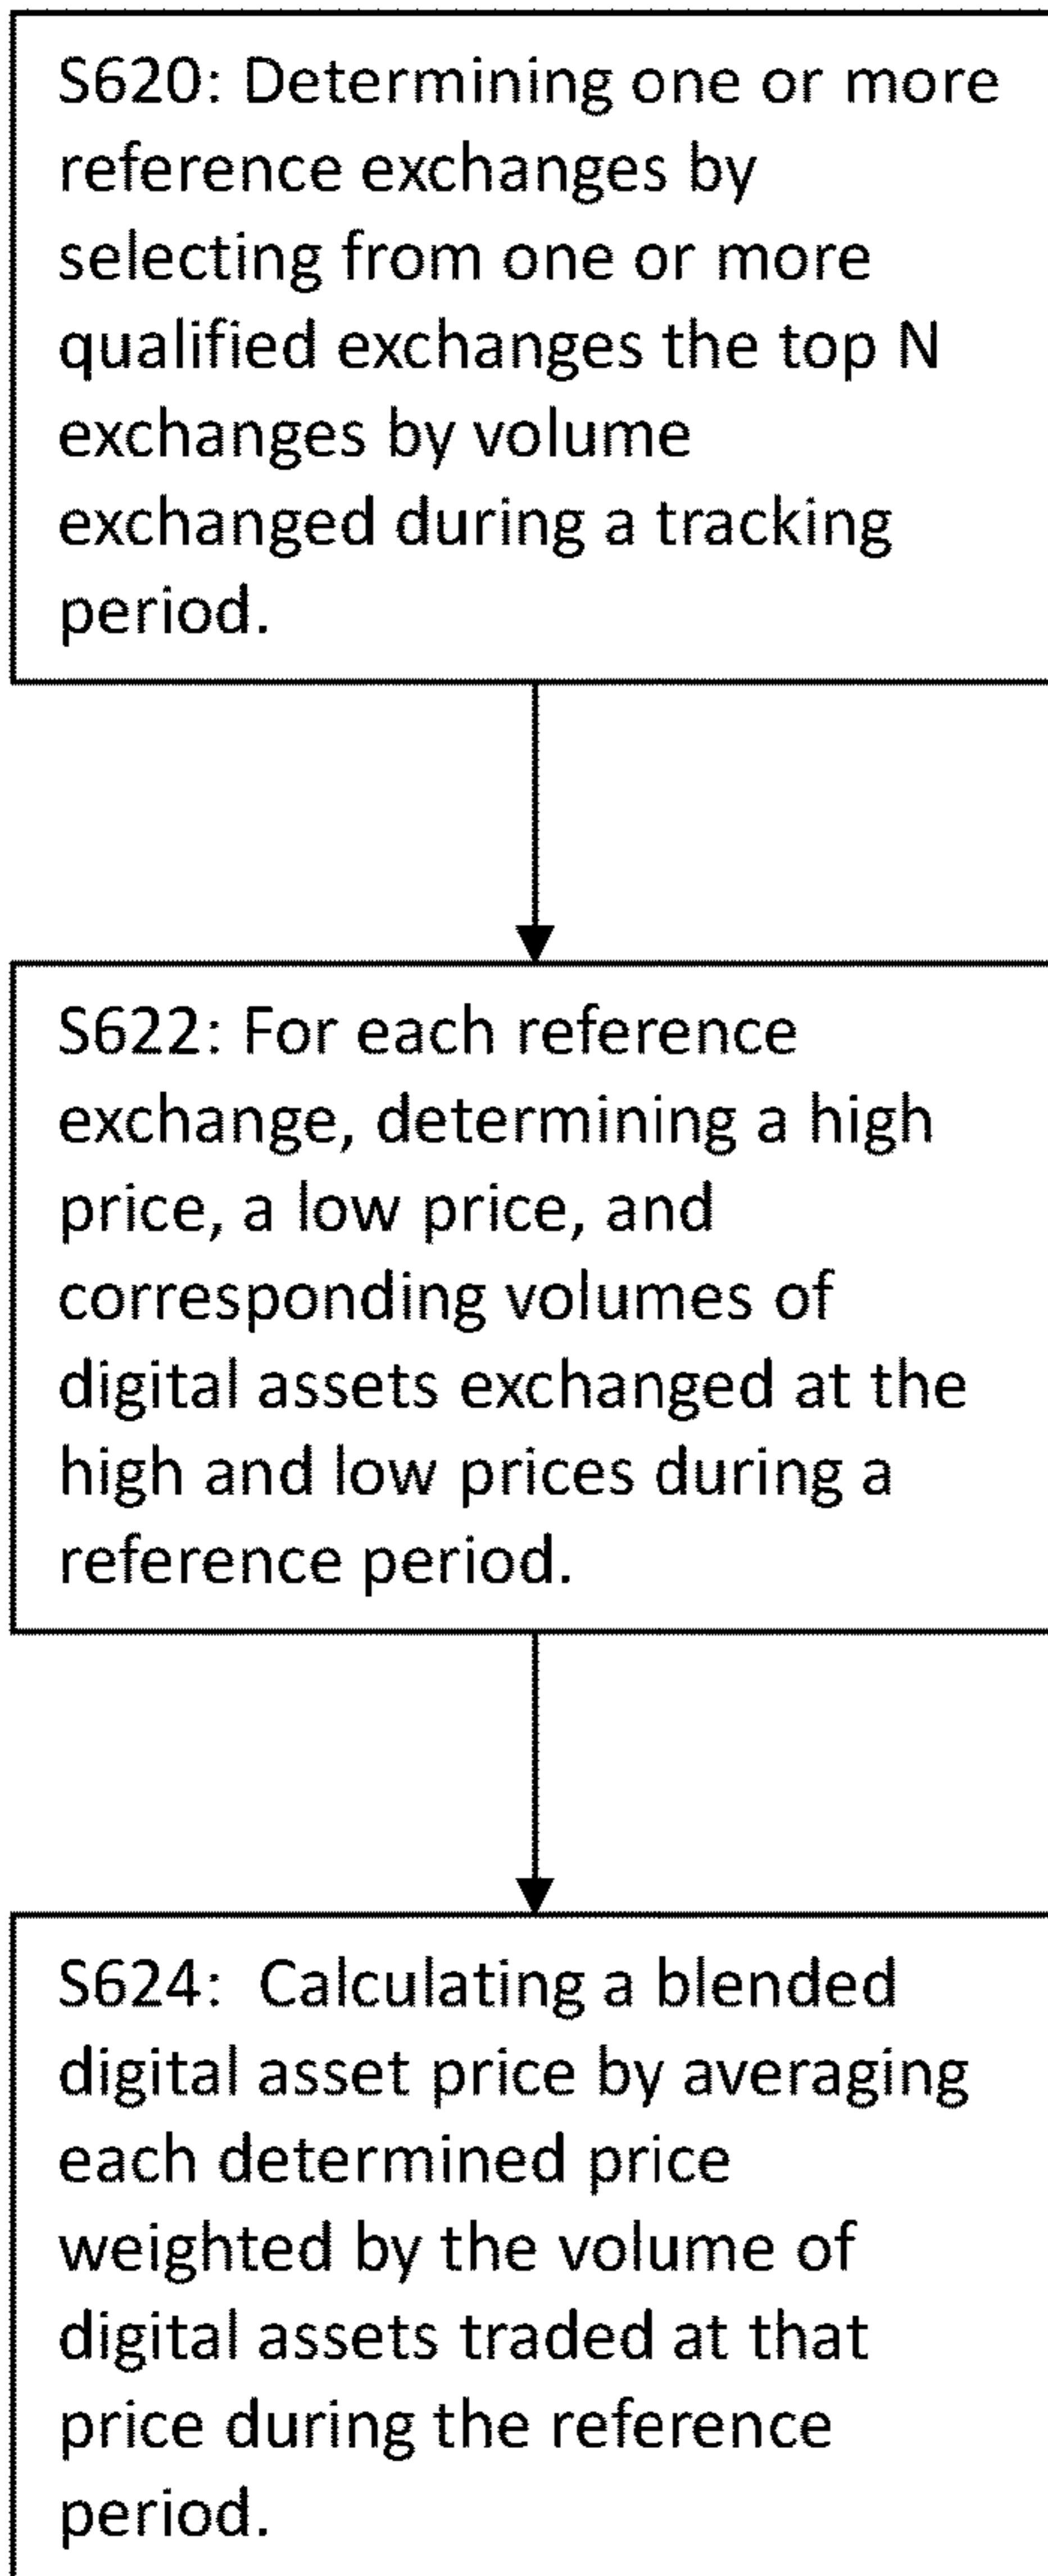 S620: Determining one or more
reference exchanges by
selecting from one or more
qualified exchanges the top N
exchanges by volume
exchanged during a tracking
period.
S622: For each reference
exchange, determining a high
price, a low price, and
corresponding volumes of
digital assets exchanged at the
high and low prices during a
reference period.
S624:  Calculating a blended
digital asset price by averaging
each determined price
weighted by the volume of
digital assets traded at that
price during the reference
period.